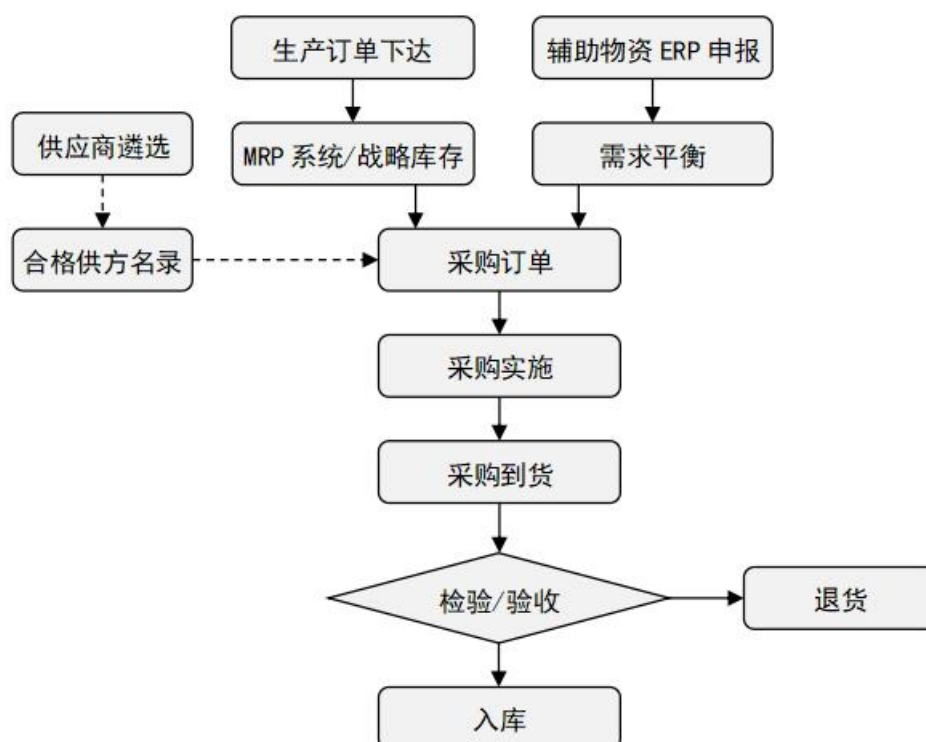 生产订单下达
辅助物资 ERP 申报
供应商遴选
MRP 系统/战略库存
需求平衡
合格供方名录
采购订单
采购实施
采购到货
检验/验收
退货
入库